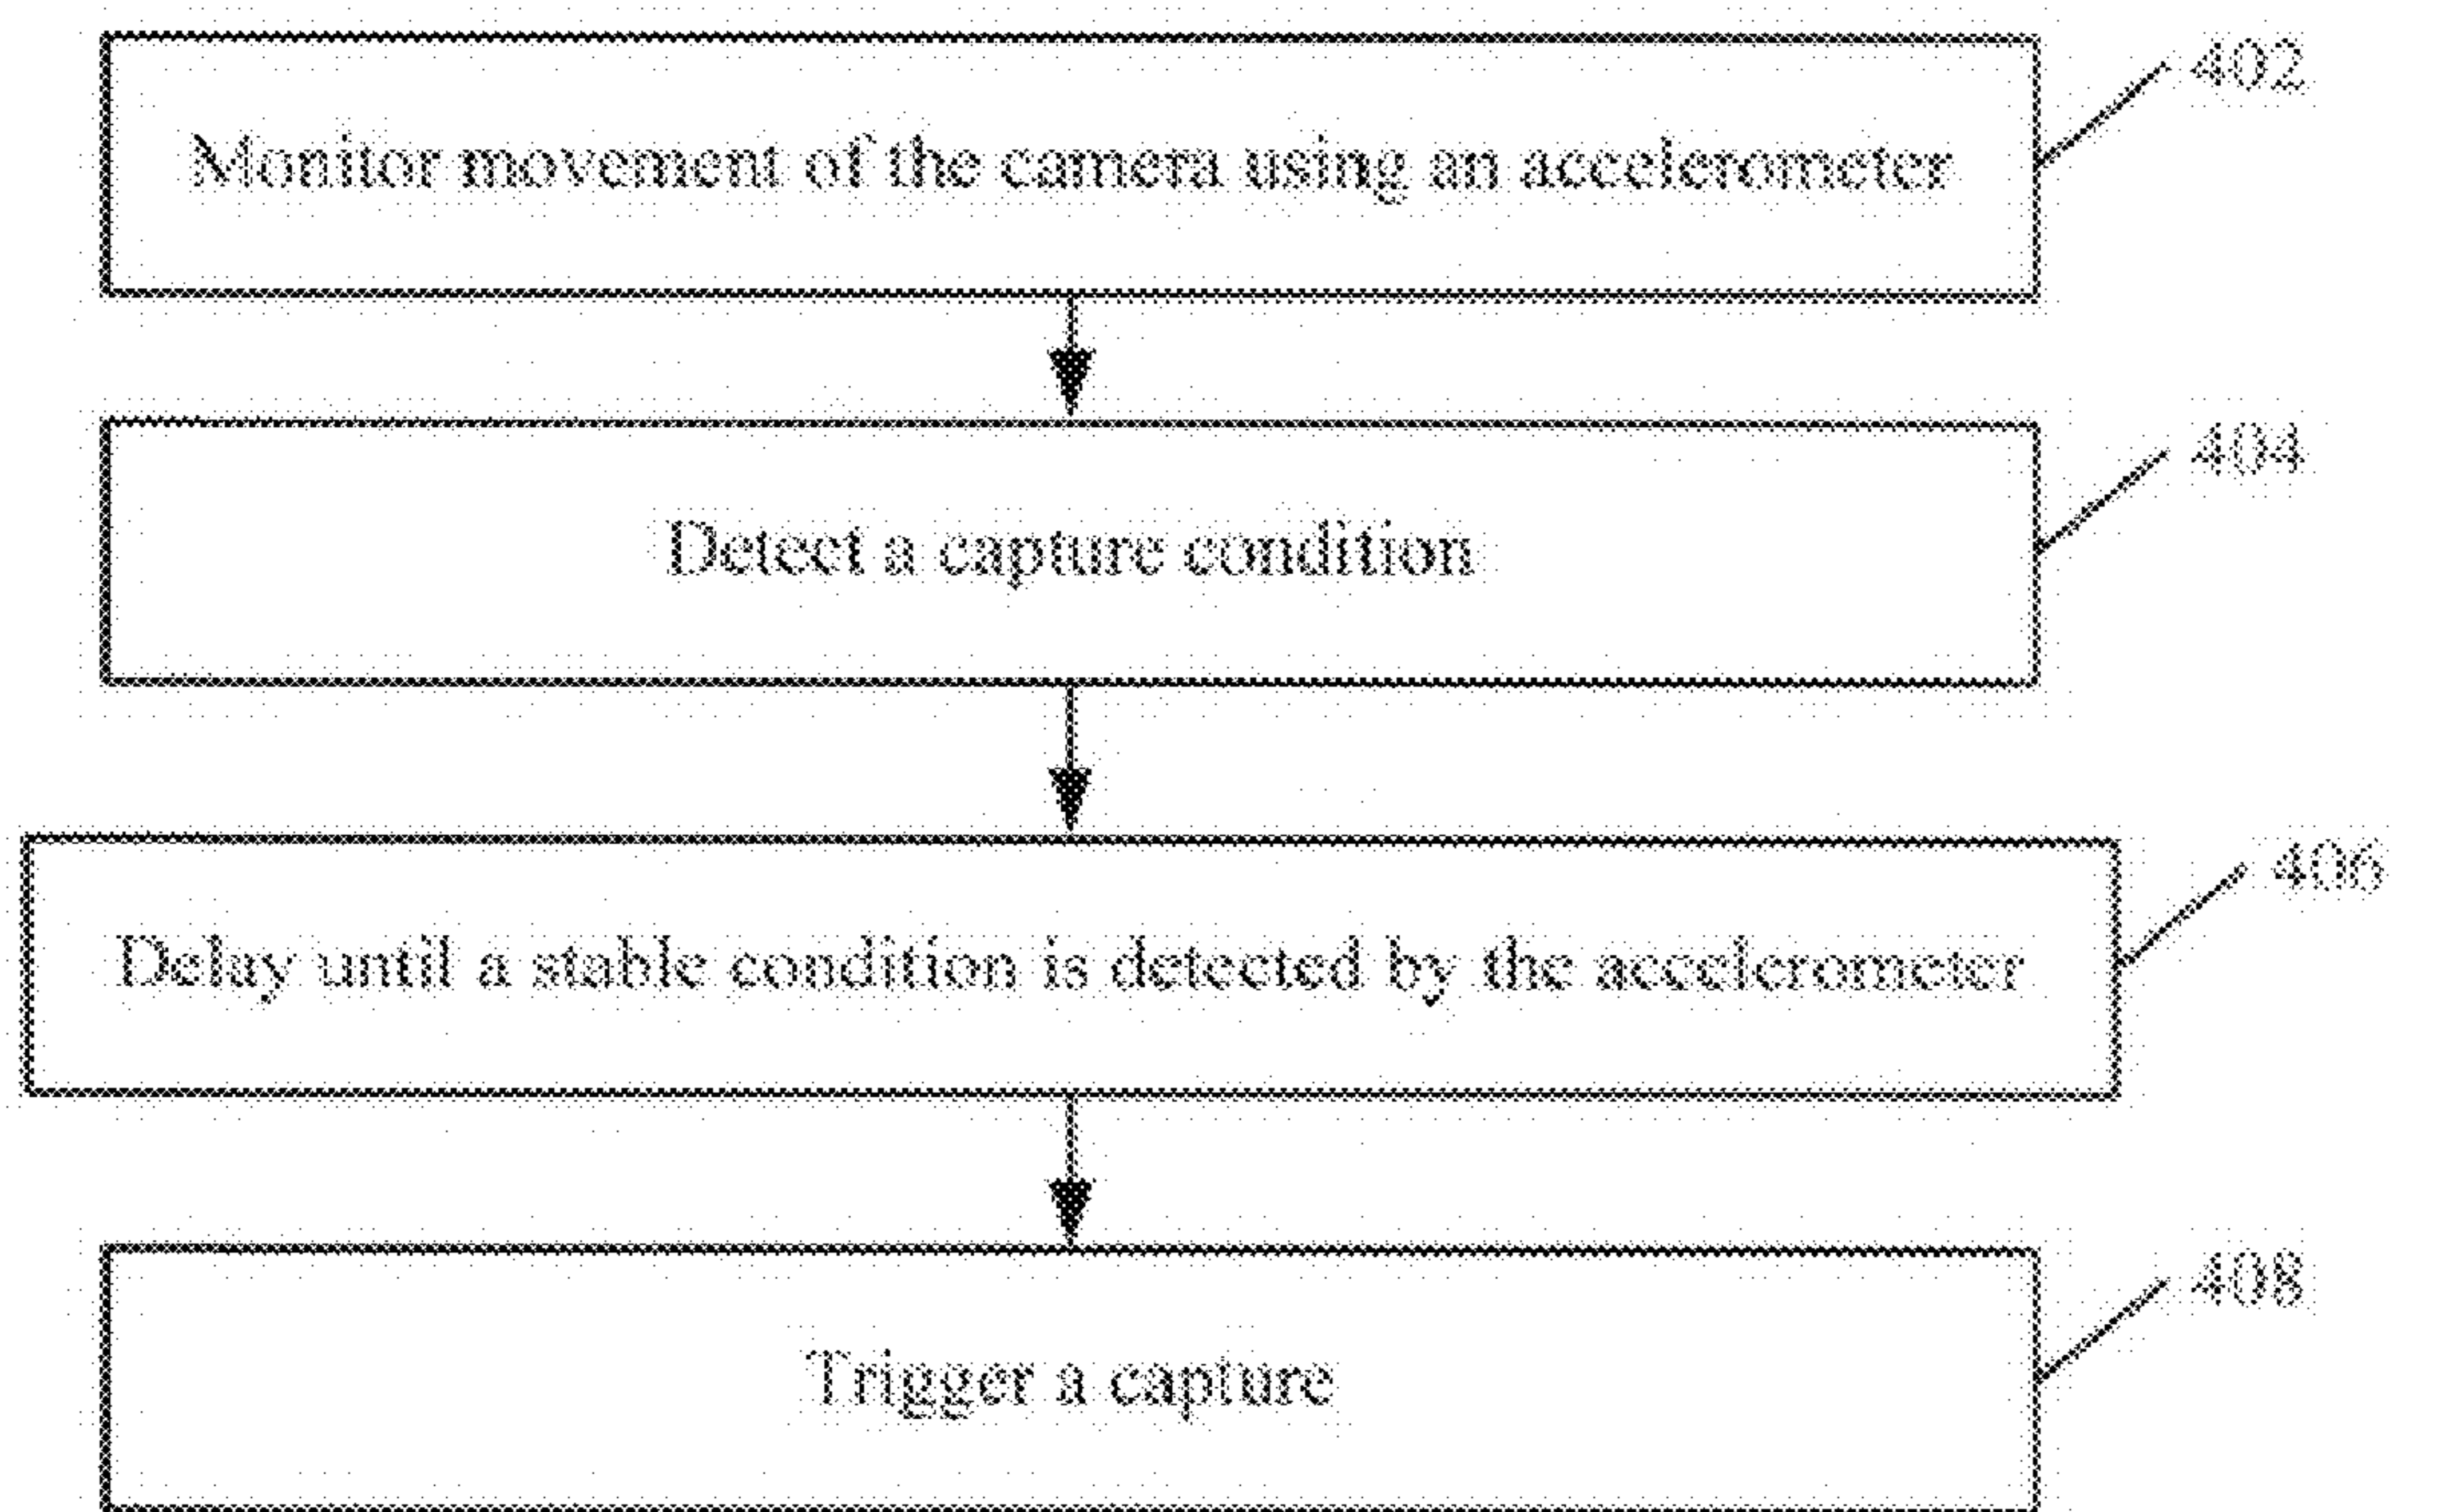 402
Monitor movement of the camera using an accelerometer
404
Detect a capture condition
406
Delay until a stable condition is detected by the accelerometer
408
Trigger a capture